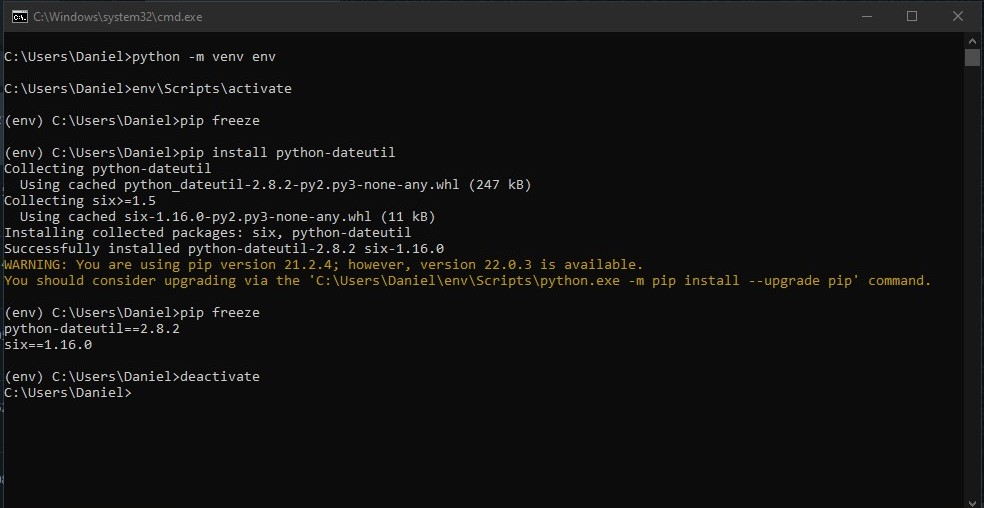 C:\Windows\system32\cmd.exe
C:\Users\Daniel>python -m venv env
C:\Users\Daniel>env\Scripts\activate
(env) C:\Users\Daniel>pip freeze
(env) C:\Users\Daniel>pip install python-dateutil
Collecting python-dateutil
  Using cached python_dateutil-2.8.2-py2.py3-none-any.whl (247 kB)
Collecting six>=1.5
  Using cached six-1.16.0-py2.py3-none-any.whl (11 kB)
Installing collected packages: six, python-dateutil
Successfully installed python-dateutil-2.8.2 six-1.16.0
WARNING: You are using pip version 21.2.4; however, version 22.0.3 is available.
You should consider upgrading via the 'C:\Users\Daniel\env\Scripts\python.exe -m pip install --upgrade pip' command.
(env) C:\Users\Daniel>pip freeze
python-dateutil==2.8.2
six==1.16.0
(env) C:\Users\Daniel>deactivate
C:\Users\Daniel>